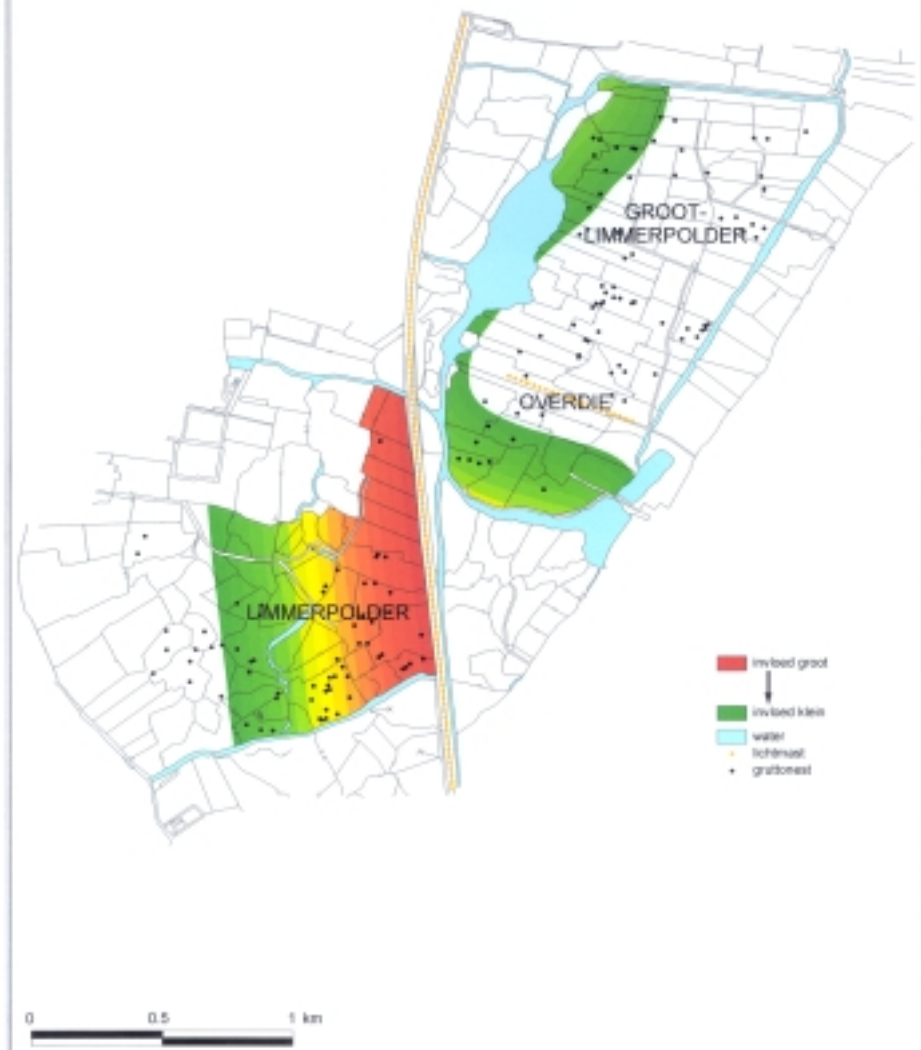 GROOT-
LIMMERPOLDER
OVERDIE
LIMMERPOLDER
invloed groot
invloed klein
water
lichtmast
gruttonest
0 0.5 1 km